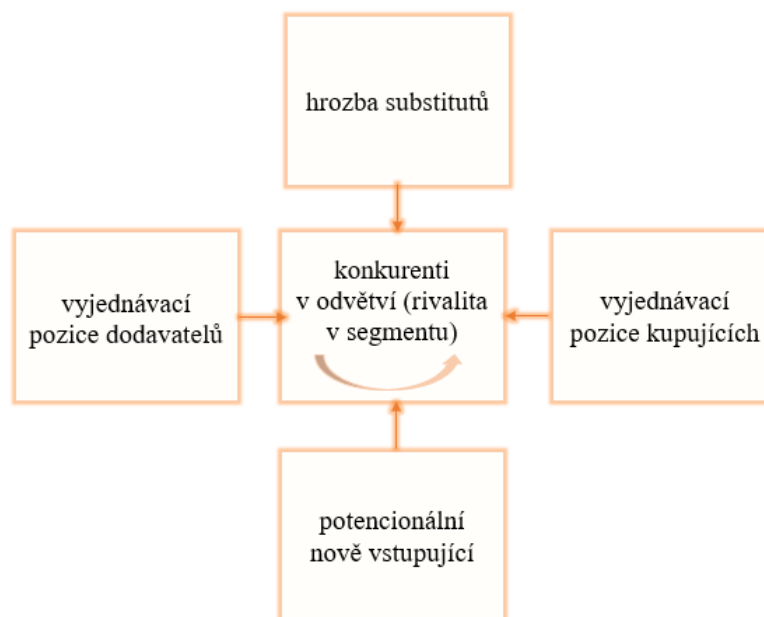 hrozba substitutů
vyjednávací
pozice dodavatelů
konkurenti
v odvětví (rivalita
v segmentu)
vyjednávací
pozice kupujících
potencionální
nově vstupující